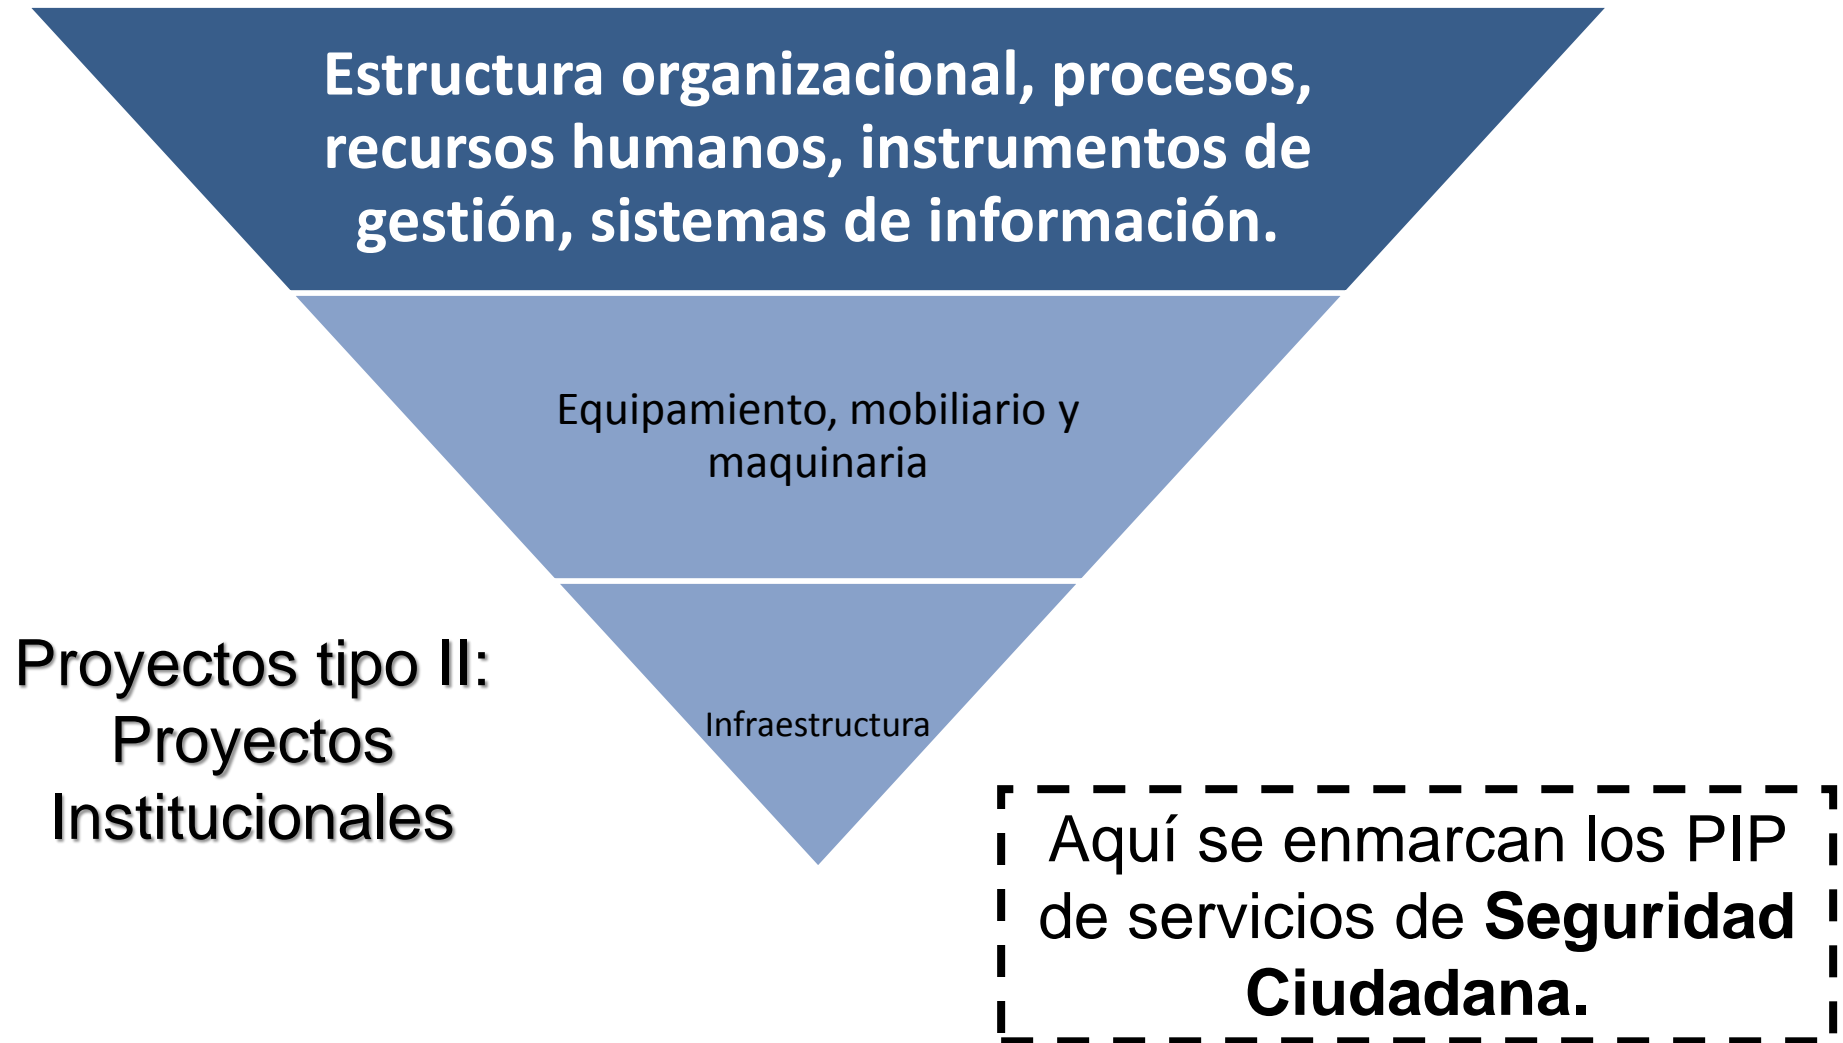 Estructura organizacional, procesos,
recursos humanos, instrumentos de
gestión, sistemas de información.
Equipamiento, mobiliario y
maquinaria
Proyectos tipo II:
Proyectos
Institucionales
Infraestructura
Aquí se enmarcan los PIP
de servicios de Seguridad
Ciudadana.